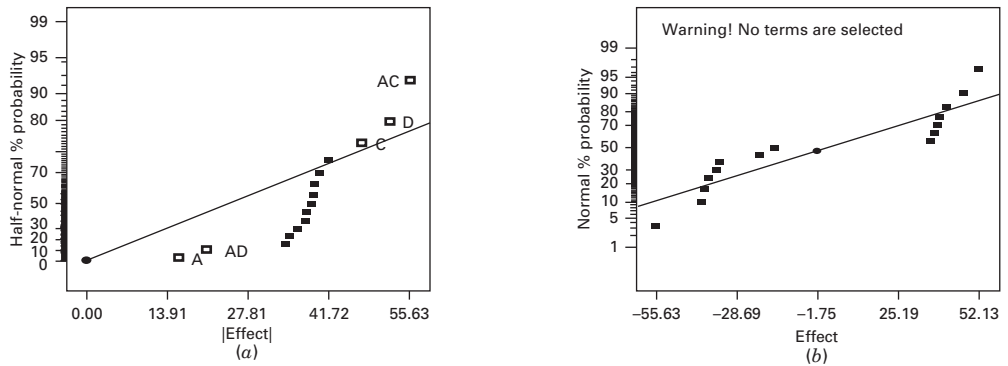 99
95
90
80
70
50
30
20
10
0
Half-normal % probability
AC
D
C
A
AD
0.00 13.91 27.81 41.72 55.63
|Effect|
(a)
Warning! No terms are selected
99
95
90
80
70
50
30
20
10
5
1
Normal % probability
−55.63 −28.69 −1.75 25.19 52.13
Effect
(b)